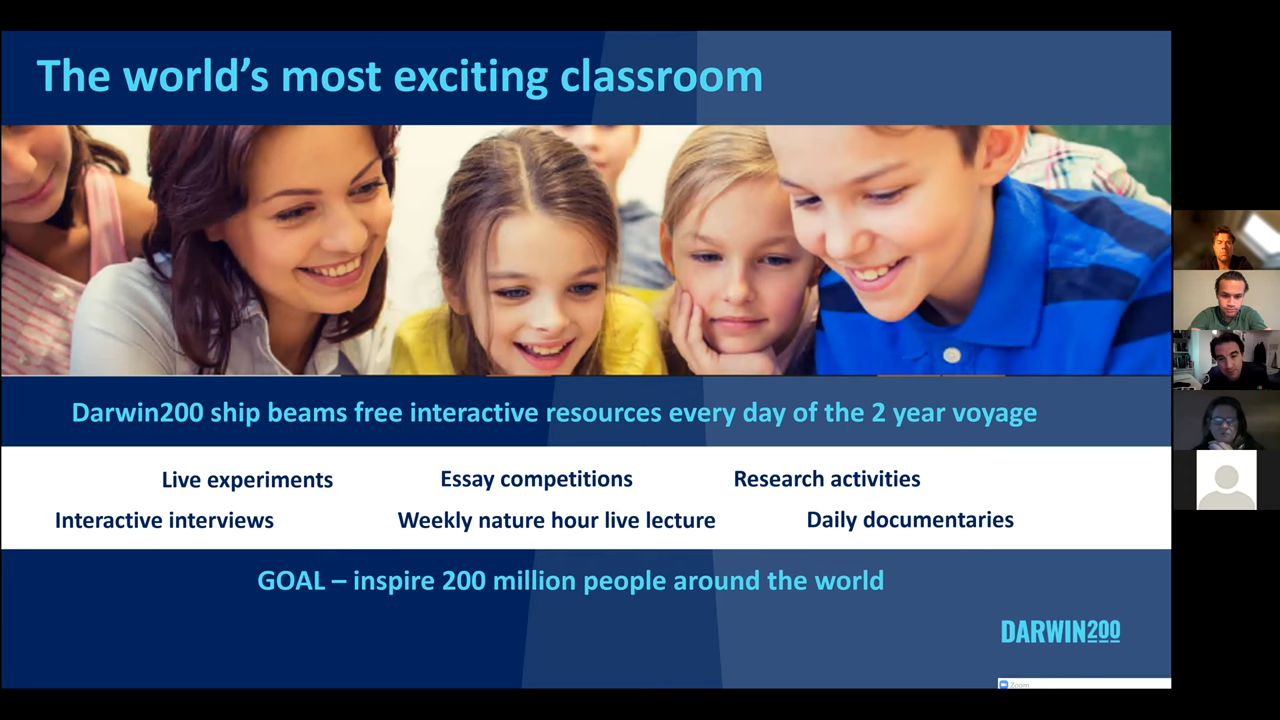 The world’s most exciting classroom
Darwin200 ship beams free interactive resources every day of the 2 year voyage
Live experiments Essay competitions Research activities
Interactive interviews Weekly nature hour live lecture Daily documentaries
GOAL – inspire 200 million people around the world
DARWIN200
Zoom